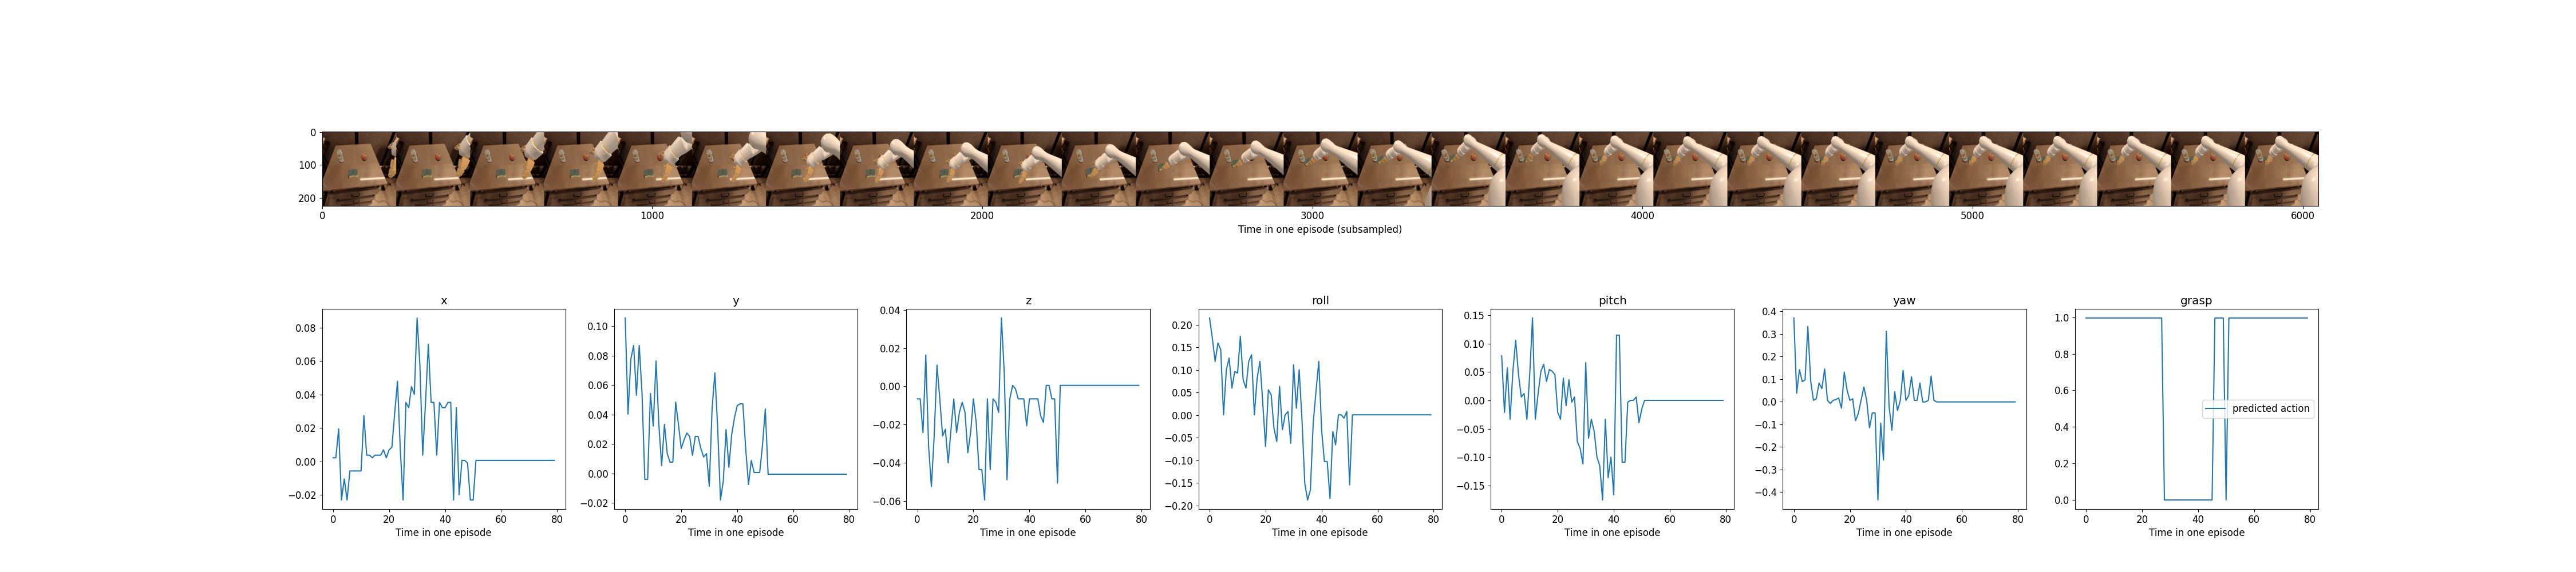 0
100
200
0 1000 2000 3000 4000 5000 6000
Time in one episode (subsampled)
x
0.08
0.06
0.04
0.02
0.00
−0.02
0 20 40 60 80
Time in one episode
y
0.10
0.08
0.06
0.04
0.02
0.00
−0.02
0 20 40 60 80
Time in one episode
z
0.04
0.02
0.00
−0.02
−0.04
−0.06
0 20 40 60 80
Time in one episode
roll
0.20
0.15
0.10
0.05
0.00
−0.05
−0.10
−0.15
−0.20
0 20 40 60 80
Time in one episode
pitch
0.15
0.10
0.05
0.00
−0.05
−0.10
−0.15
0 20 40 60 80
Time in one episode
yaw
0.4
0.3
0.2
0.1
0.0
−0.1
−0.2
−0.3
−0.4
0 20 40 60 80
Time in one episode
grasp
1.0
0.8
0.6
0.4
0.2
0.0
predicted action
0 20 40 60 80
Time in one episode